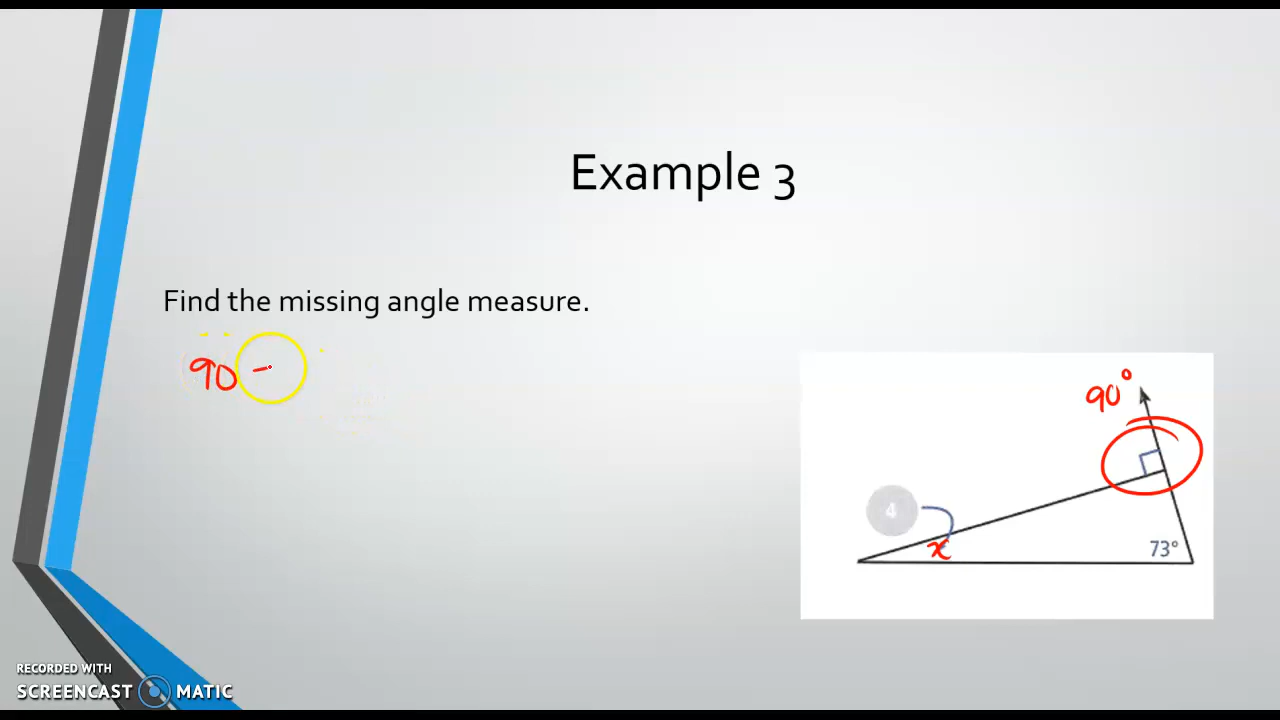 Example 3
Find the missing angle measure.
90 =
90°
4
x
73°
RECORDED WITH
SCREENCAST MATIC